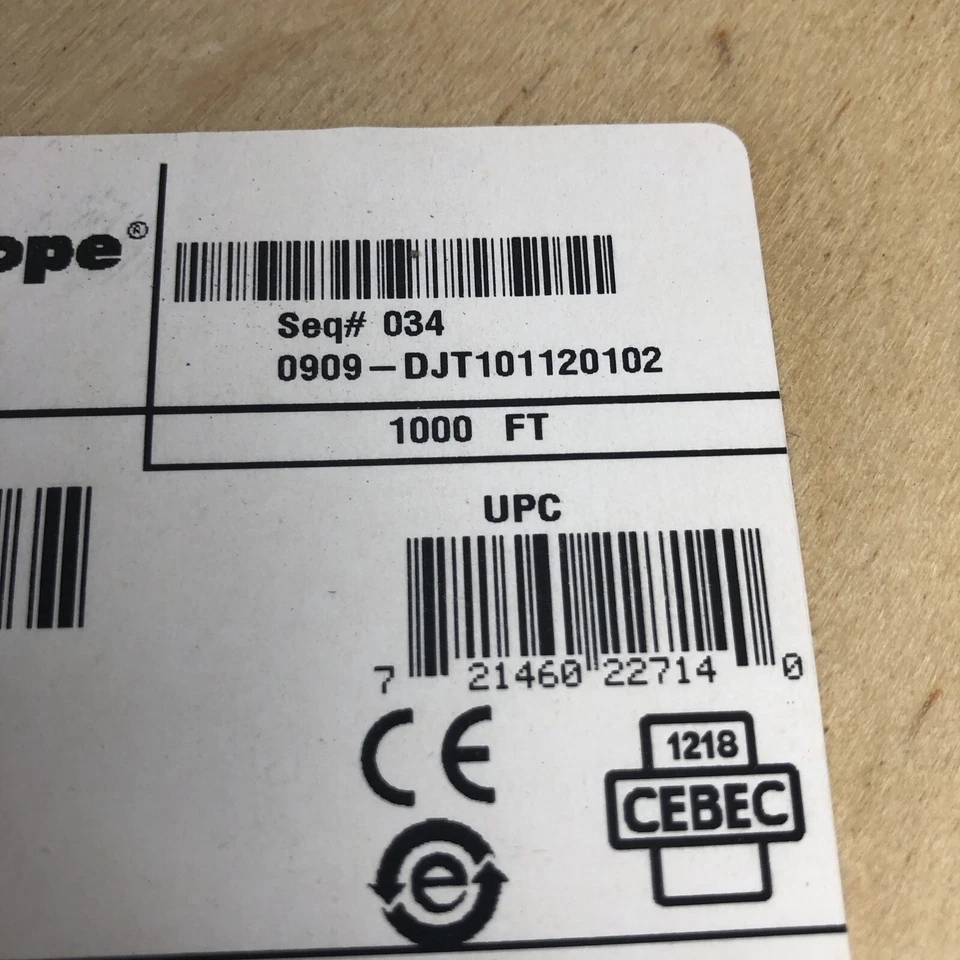 ope®
Seq# 034
0909-DJT101120102
1000 FT
UPC
7 21460 22714 0
CE
1218
CEBEC
e